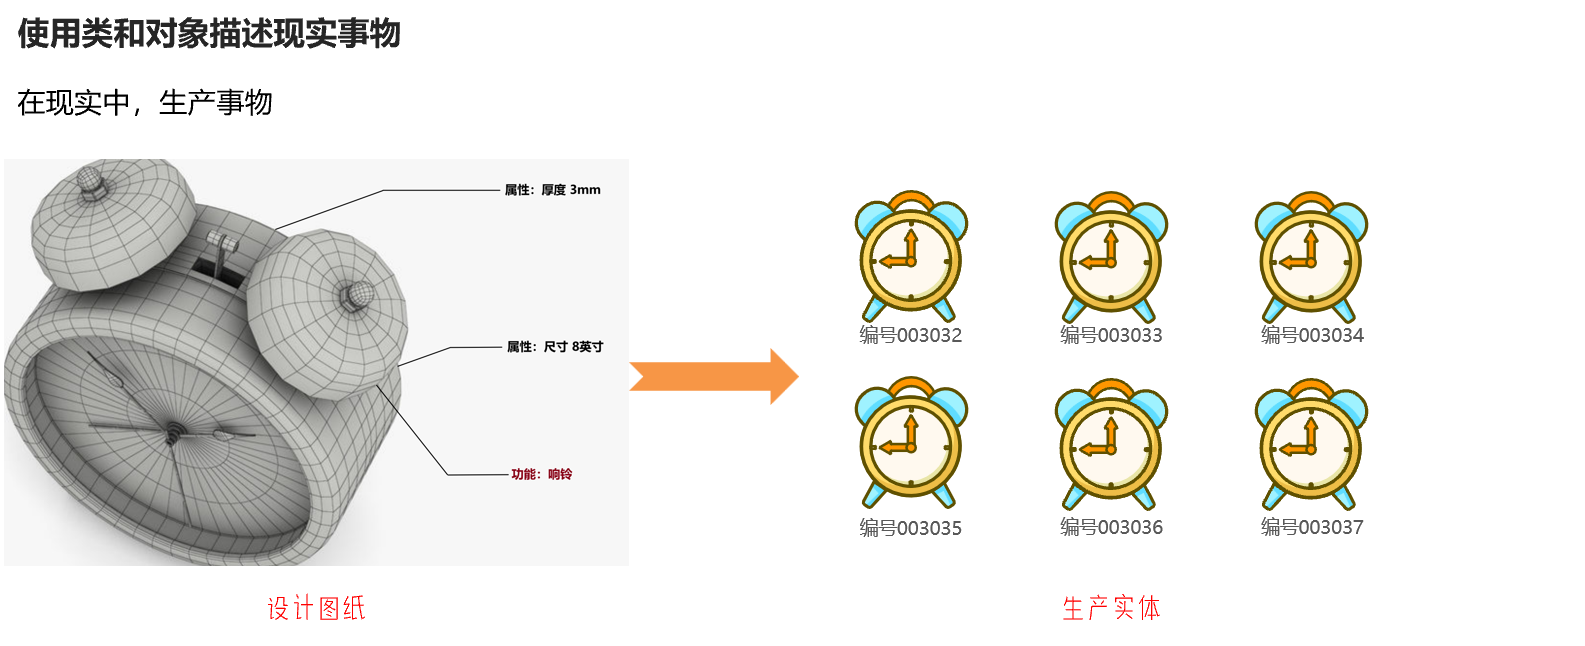 使用类和对象描述现实事物
在现实中，生产事物
属性：厚度 3mm
属性：尺寸 8英寸
功能：响铃
编号003032
编号003033
编号003034
编号003035
编号003036
编号003037
设计图纸
生产实体